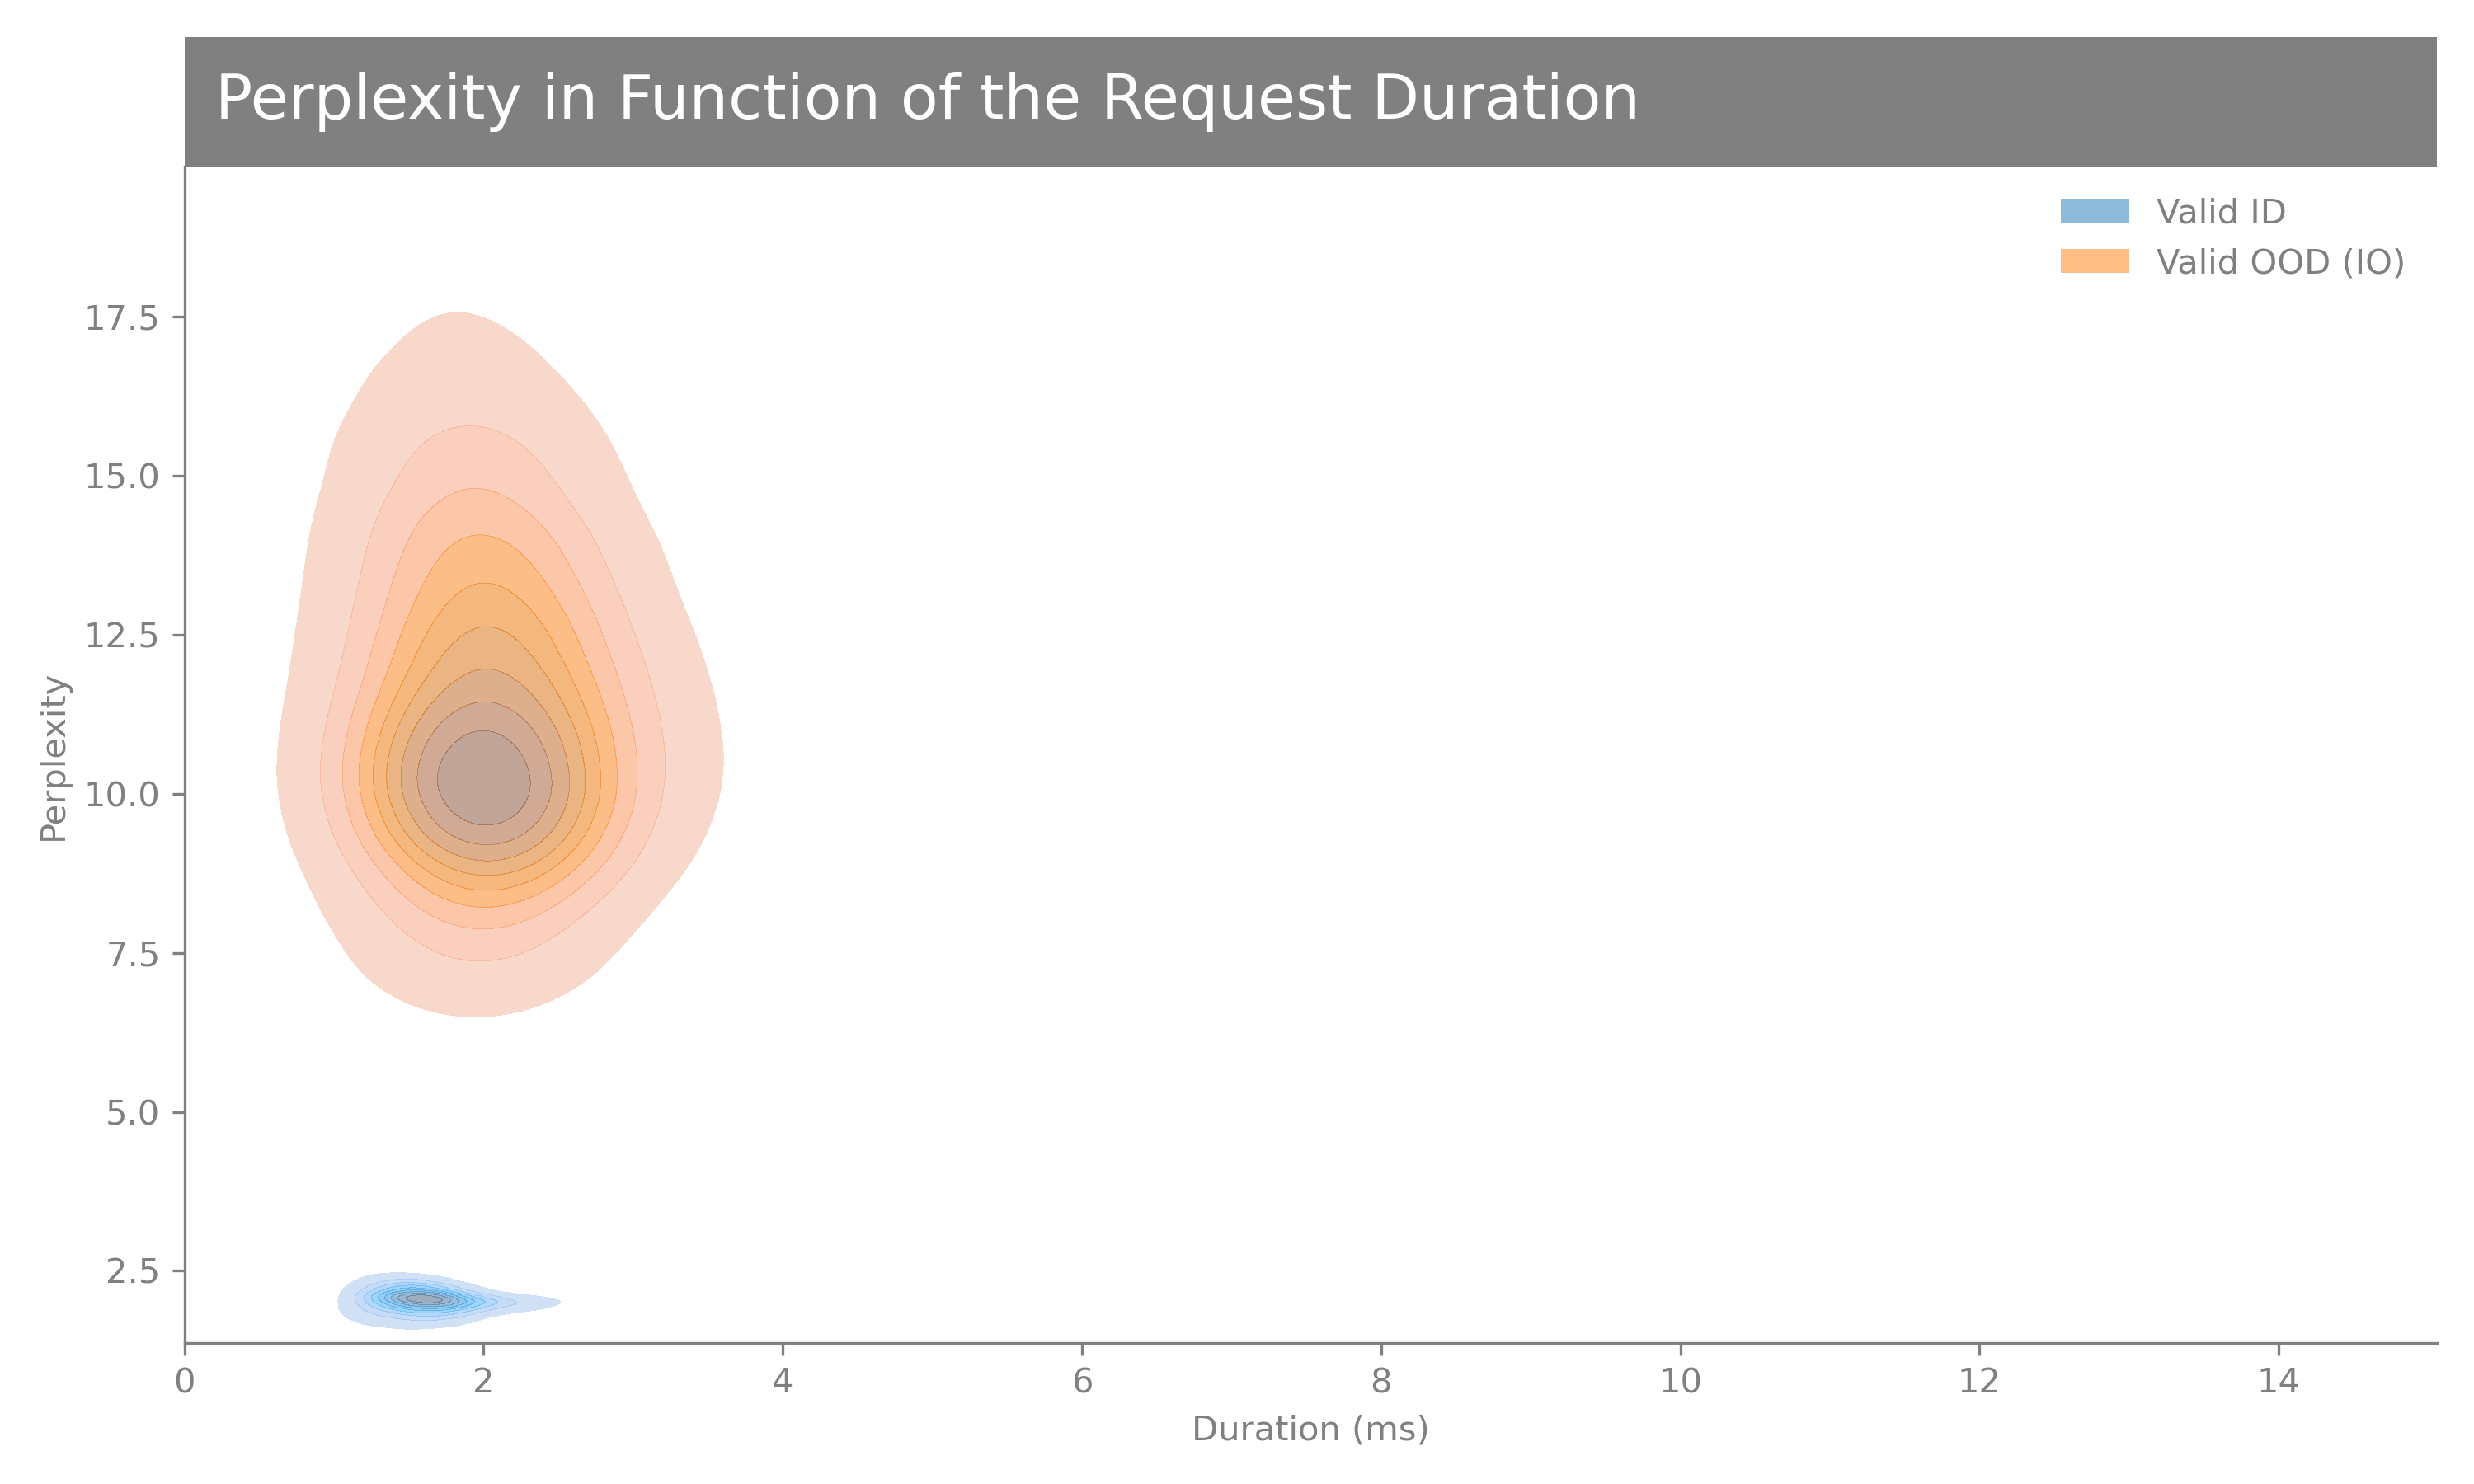 Perplexity in Function of the Request Duration
Valid ID
Valid OOD (IO)
17.5
15.0
12.5
10.0
7.5
5.0
2.5
Perplexity
0 2 4 6 8 10 12 14
Duration (ms)